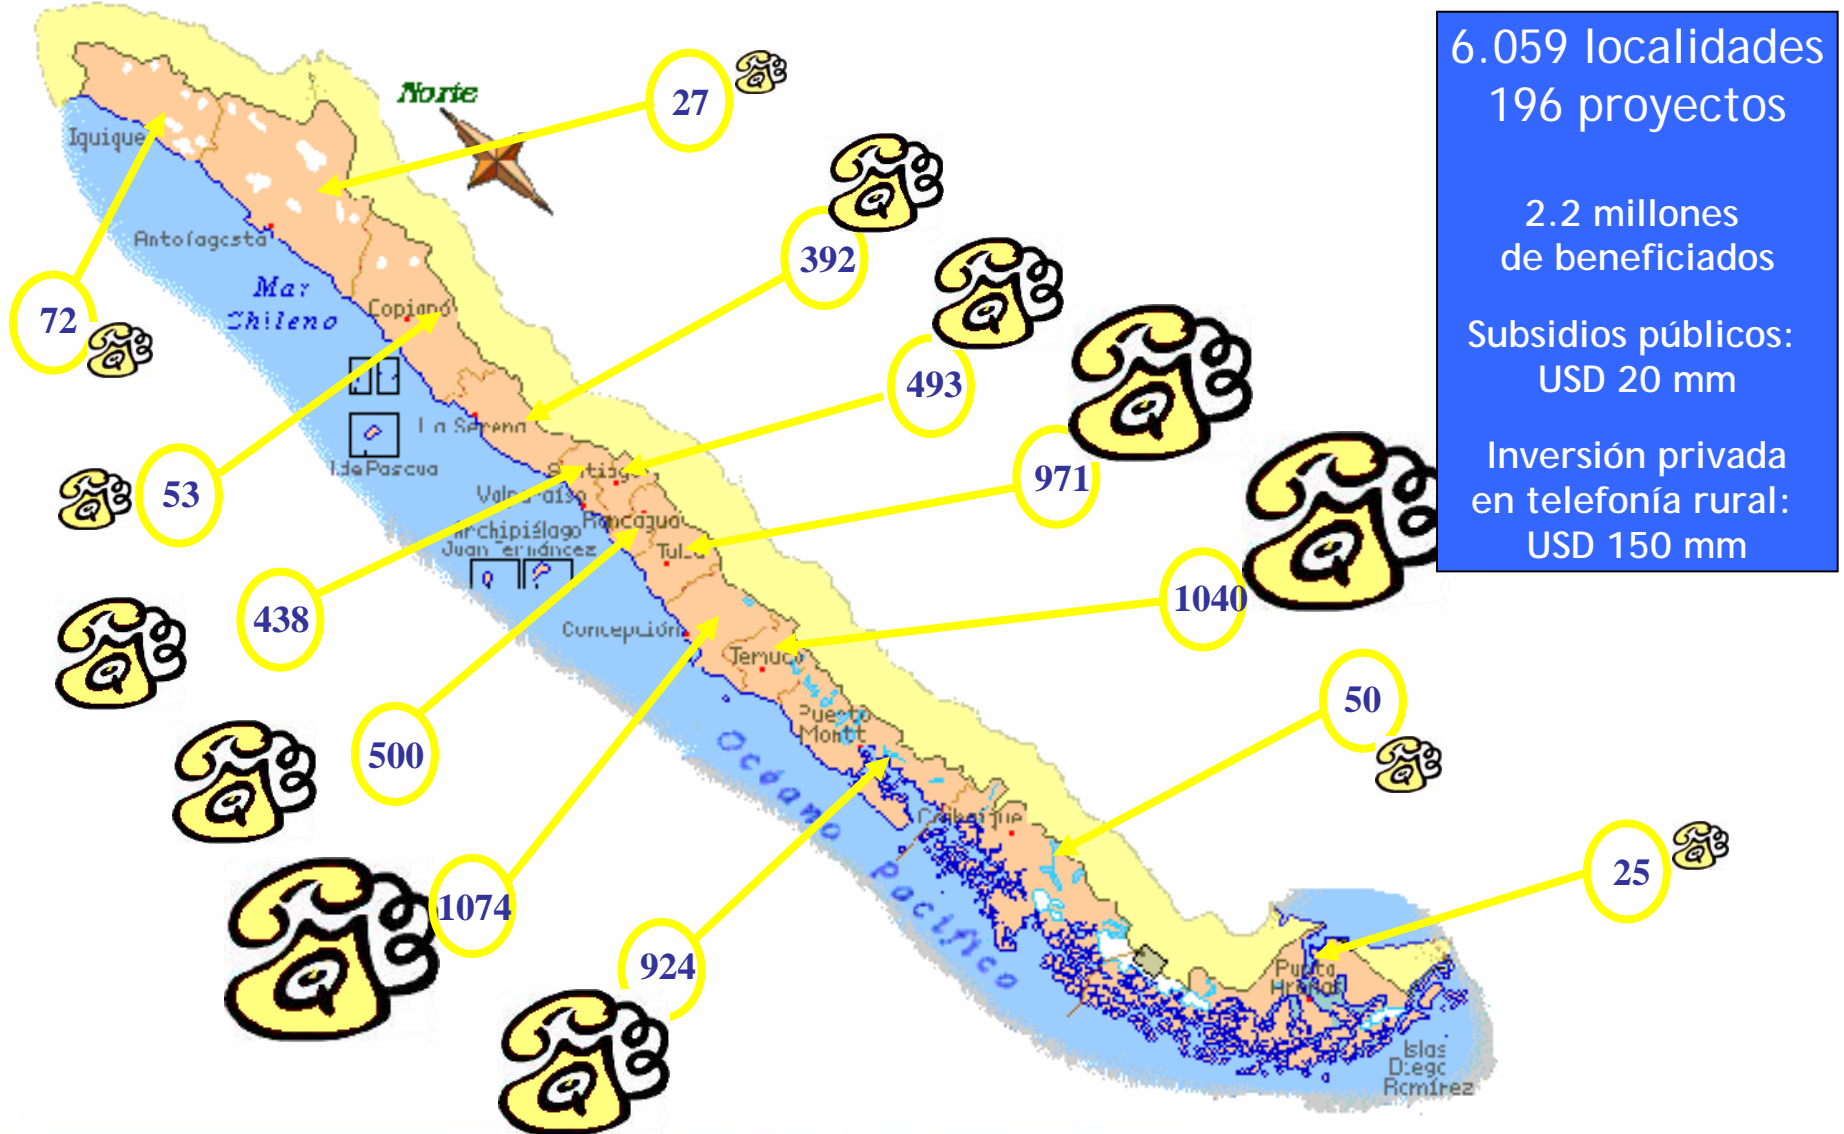 6.059 localidades
196 proyectos
2.2 millones
de beneficiados
Subsidios públicos:
USD 20 mm
Inversión privada
en telefonía rural:
USD 150 mm
Norte
27
Iquique
392
Antofagasta
Mar
Chileno
72
Copiapó
493
La Serena
I.de Pascua
53
Santiago
Valparaíso
971
Rancagua
Archipiélago
Juan Fernández
Talca
1040
438
Concepción
Temuco
50
Puerto
Montt
500
Océano Pacífico
Coihaique
25
1074
924
Punta
Arenas
Islas
Diego
Ramírez